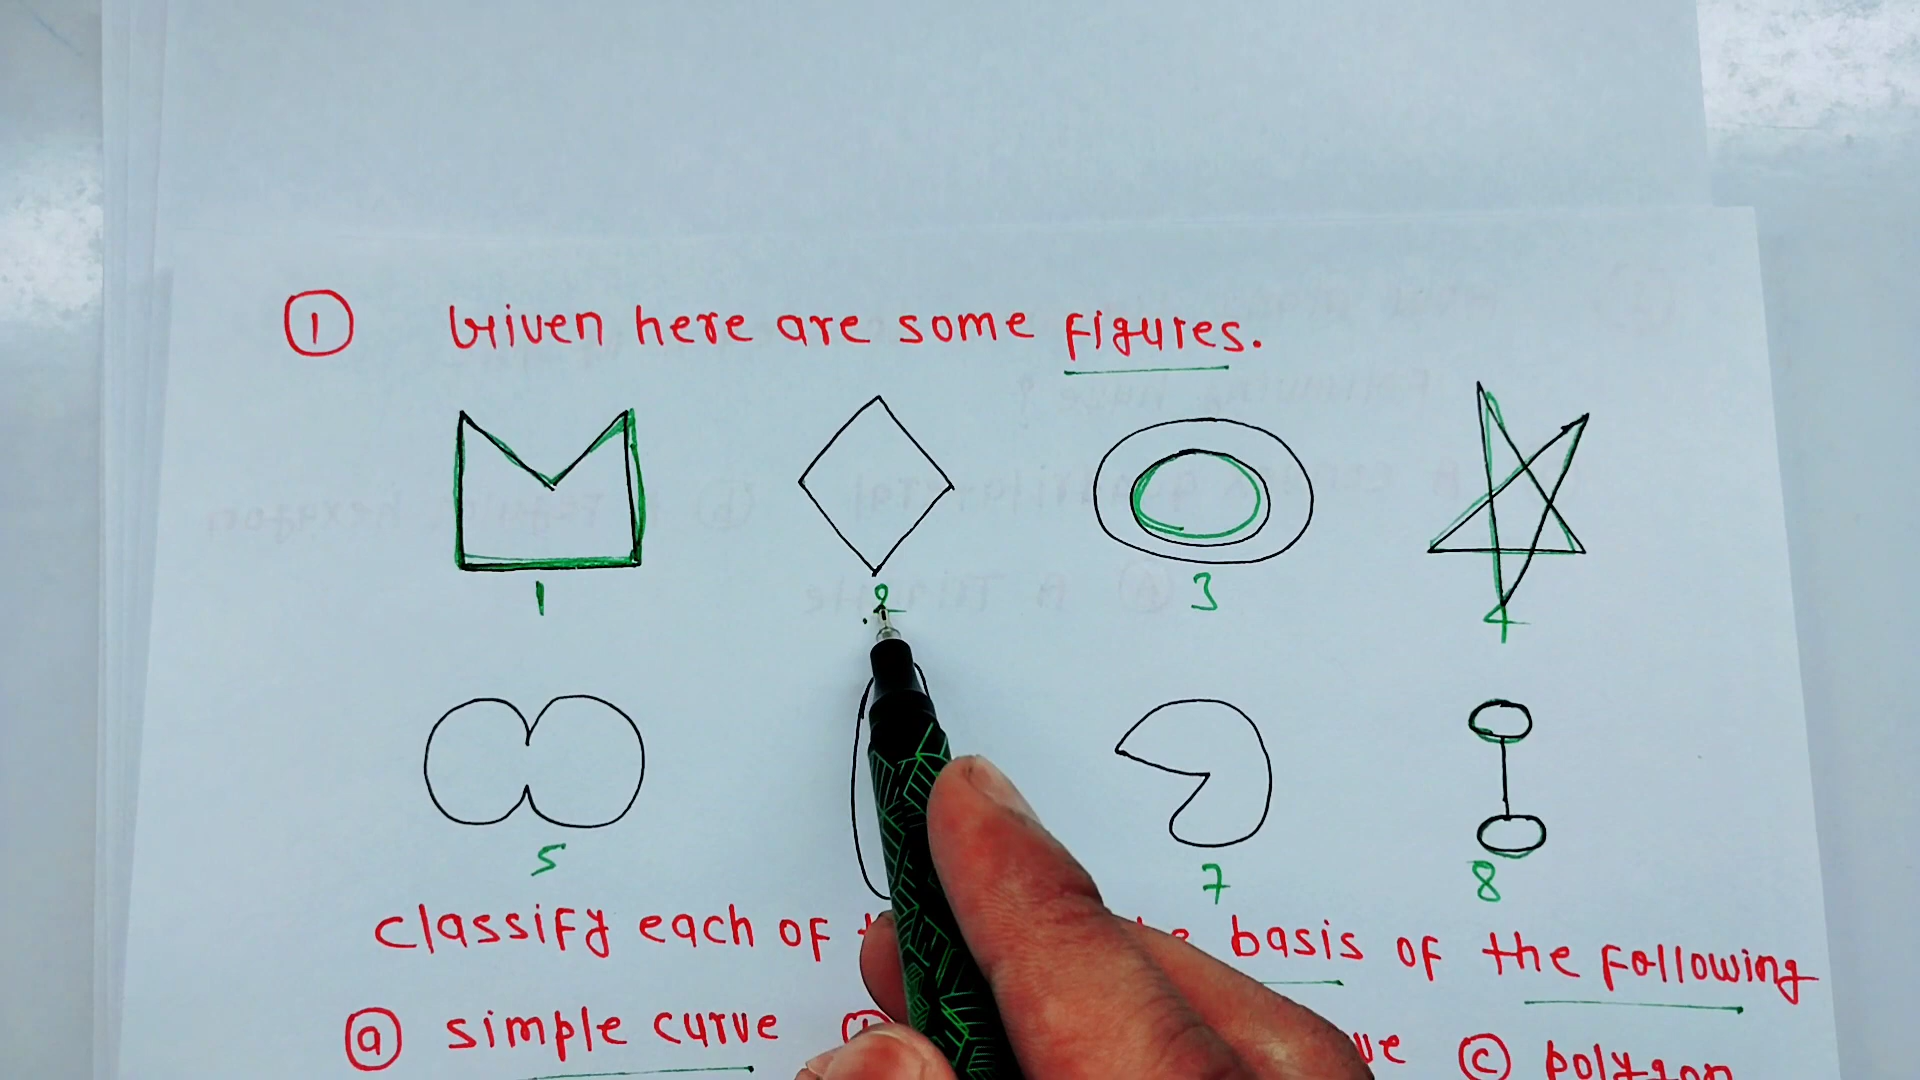 1 Given here are some figures.
1 2 3 4
5 7 8
classify each of basis of the following
a simple curve c polygon